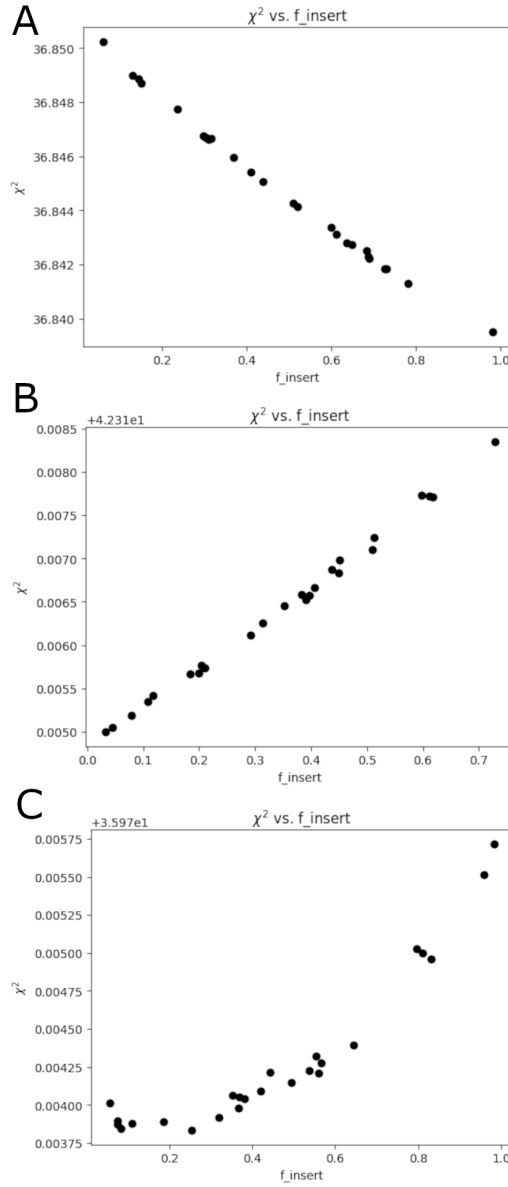 A
χ² vs. f_insert
36.850
36.848
36.846
36.844
36.842
36.840
χ²
0.2 0.4 0.6 0.8 1.0
f_insert
B
+4.231e1
χ² vs. f_insert
0.0085
0.0080
0.0075
0.0070
0.0065
0.0060
0.0055
0.0050
χ²
0.0 0.1 0.2 0.3 0.4 0.5 0.6 0.7
f_insert
C
+3.597e1
χ² vs. f_insert
0.00575
0.00550
0.00525
0.00500
0.00475
0.00450
0.00425
0.00400
0.00375
χ²
0.2 0.4 0.6 0.8 1.0
f_insert